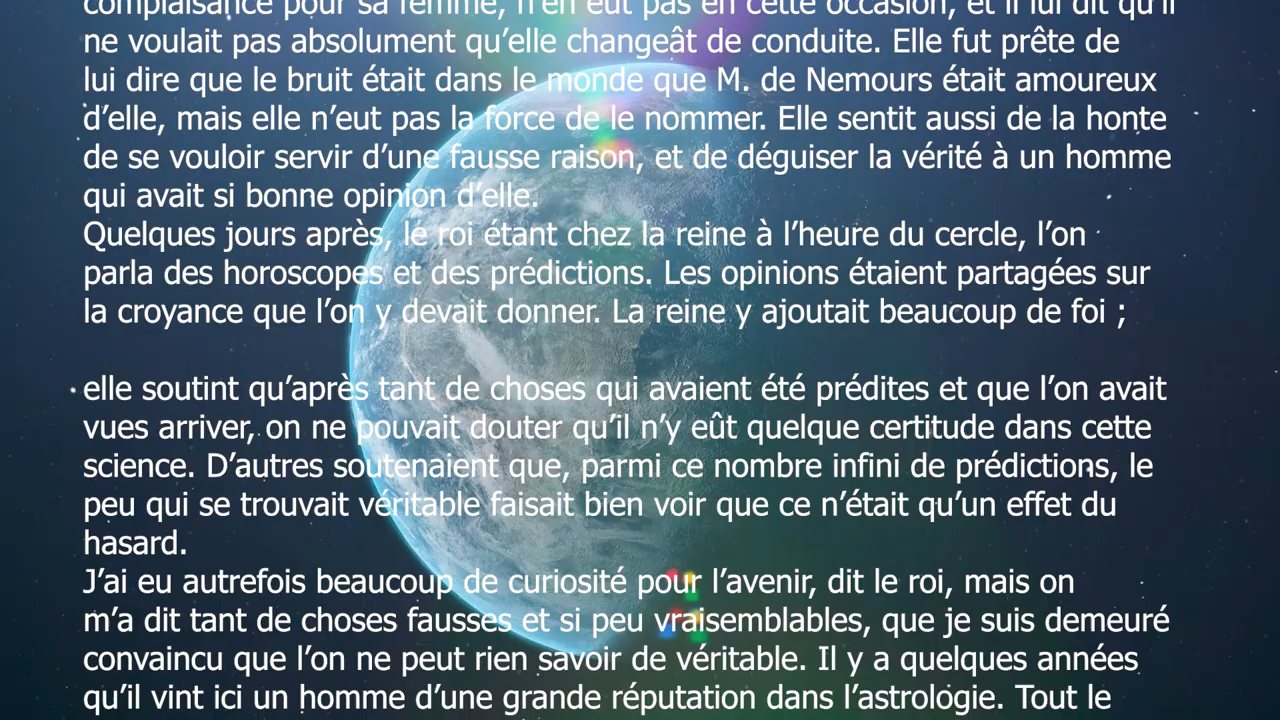 complaisance pour sa femme, n’en eut pas en cette occasion, et il lui dit qu’il
ne voulait pas absolument qu’elle changeât de conduite. Elle fut prête de
lui dire que le bruit était dans le monde que M. de Nemours était amoureux
d’elle, mais elle n’eut pas la force de le nommer. Elle sentit aussi de la honte
de se vouloir servir d’une fausse raison, et de déguiser la vérité à un homme
qui avait si bonne opinion d’elle.
Quelques jours après, le roi étant chez la reine à l’heure du cercle, l’on
parla des horoscopes et des prédictions. Les opinions étaient partagées sur
la croyance que l’on y devait donner. La reine y ajoutait beaucoup de foi ;
elle soutint qu’après tant de choses qui avaient été prédites et que l’on avait
vues arriver, on ne pouvait douter qu’il n’y eût quelque certitude dans cette
science. D’autres soutenaient que, parmi ce nombre infini de prédictions, le
peu qui se trouvait véritable faisait bien voir que ce n’était qu’un effet du
hasard.
J’ai eu autrefois beaucoup de curiosité pour l’avenir, dit le roi, mais on
m’a dit tant de choses fausses et si peu vraisemblables, que je suis demeuré
convaincu que l’on ne peut rien savoir de véritable. Il y a quelques années
qu’il vint ici un homme d’une grande réputation dans l’astrologie. Tout le